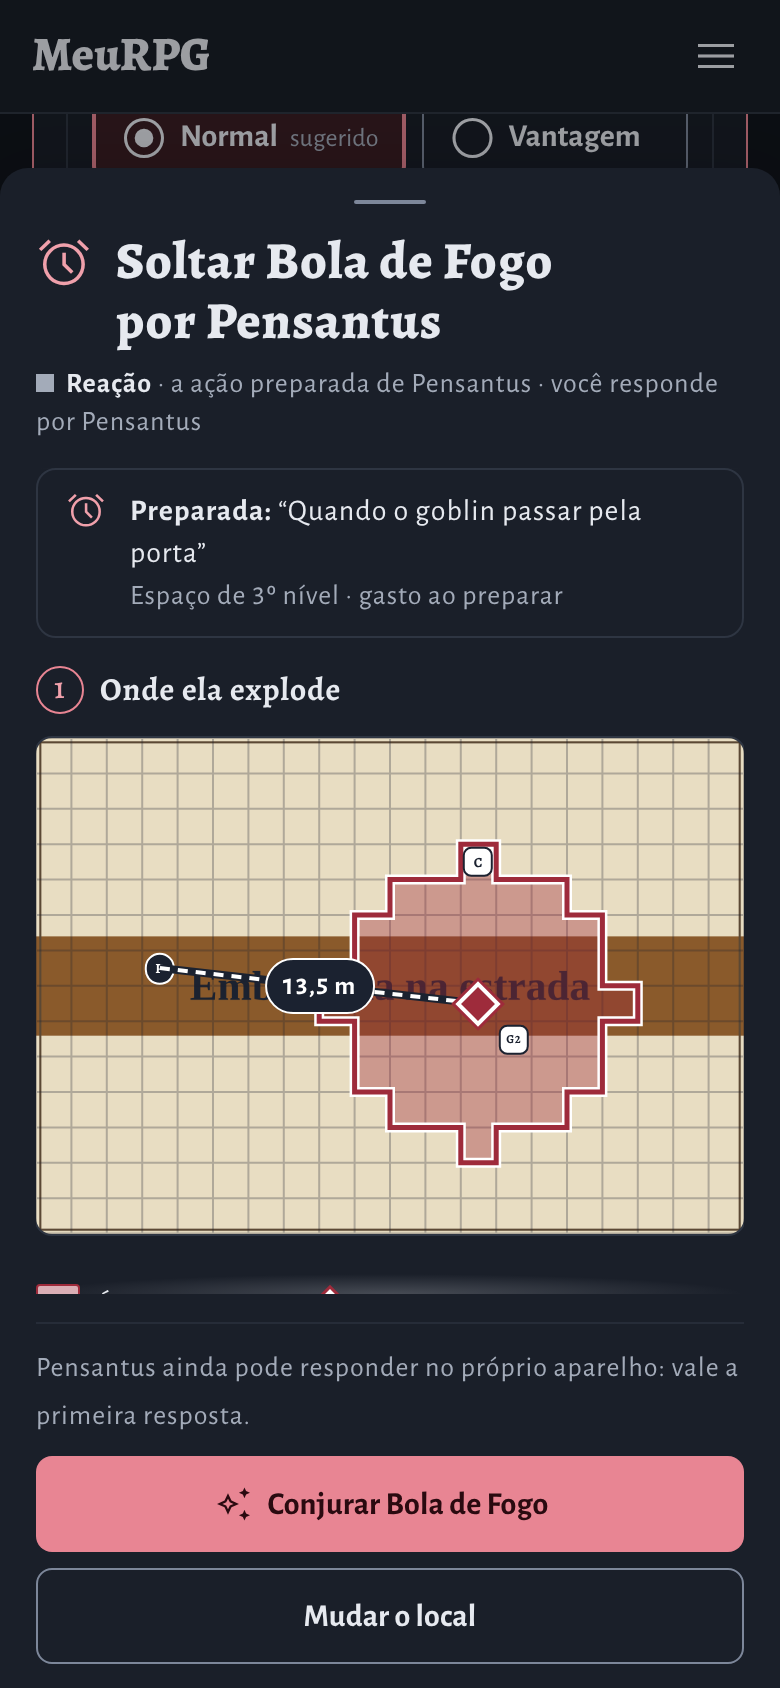 MeuRPG
Normal sugerido
Vantagem
Soltar Bola de Fogo
por Pensantus
Reação · a ação preparada de Pensantus · você responde
por Pensantus
Preparada: “Quando o goblin passar pela
porta”
Espaço de 3º nível · gasto ao preparar
1 Onde ela explode
C
I
13,5 m
na estrada
G2
Pensantus ainda pode responder no próprio aparelho: vale a
primeira resposta.
Conjurar Bola de Fogo
Mudar o local